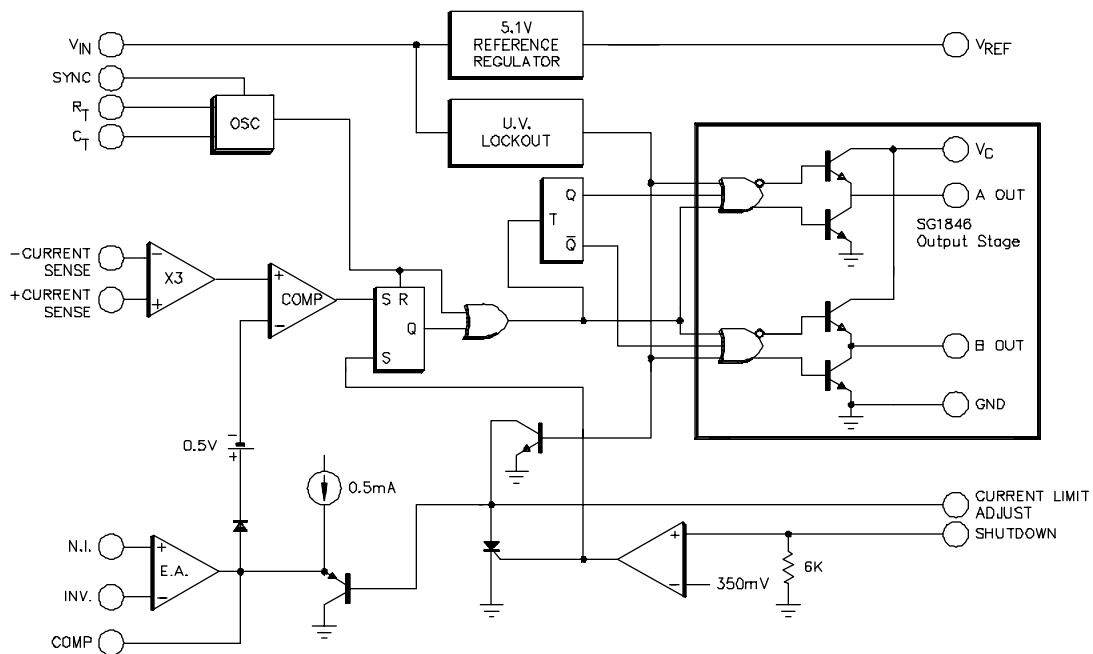 5.1V
REFERENCE
REGULATOR
VIN
VREF
SYNC
RT
CT
OSC
U.V.
LOCKOUT
VC
A OUT
SG1846
Output Stage
Q
T
Q̅
−CURRENT
SENSE
−
X3
+
+CURRENT
SENSE
+
COMP
−
S R
Q
S
B OUT
GND
0.5V
−
+
0.5mA
CURRENT LIMIT
ADJUST
SHUTDOWN
N.I.
+
E.A.
−
INV.
COMP
+
−
350mV
6K